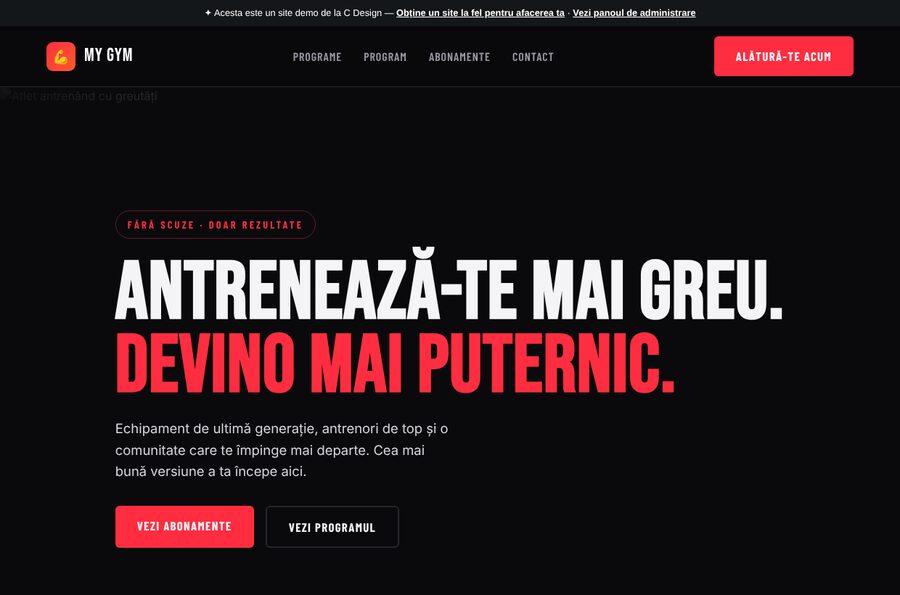 ✦ Acesta este un site demo de la C Design — Obține un site la fel pentru afacerea ta · Vezi panoul de administrare
MY GYM
PROGRAME PROGRAM ABONAMENTE CONTACT
ALĂTURĂ-TE ACUM
Atlet antrenând cu greutăți
FĂRĂ SCUZE · DOAR REZULTATE
ANTRENEAZĂ-TE MAI GREU.
DEVINO MAI PUTERNIC.
Echipament de ultimă generație, antrenori de top și o
comunitate care te împinge mai departe. Cea mai
bună versiune a ta începe aici.
VEZI ABONAMENTE
VEZI PROGRAMUL